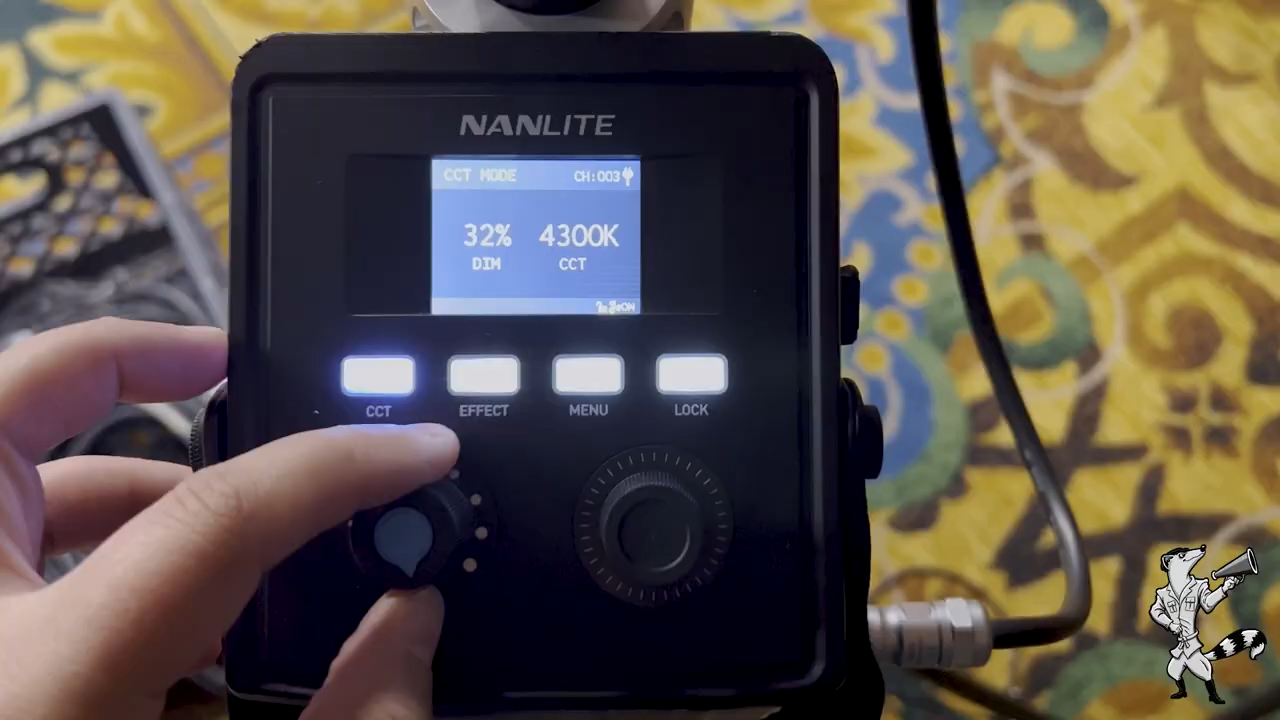 NANLITE
CCT MODE CH:003
32% 4300K
DIM CCT
CCT EFFECT MENU LOCK